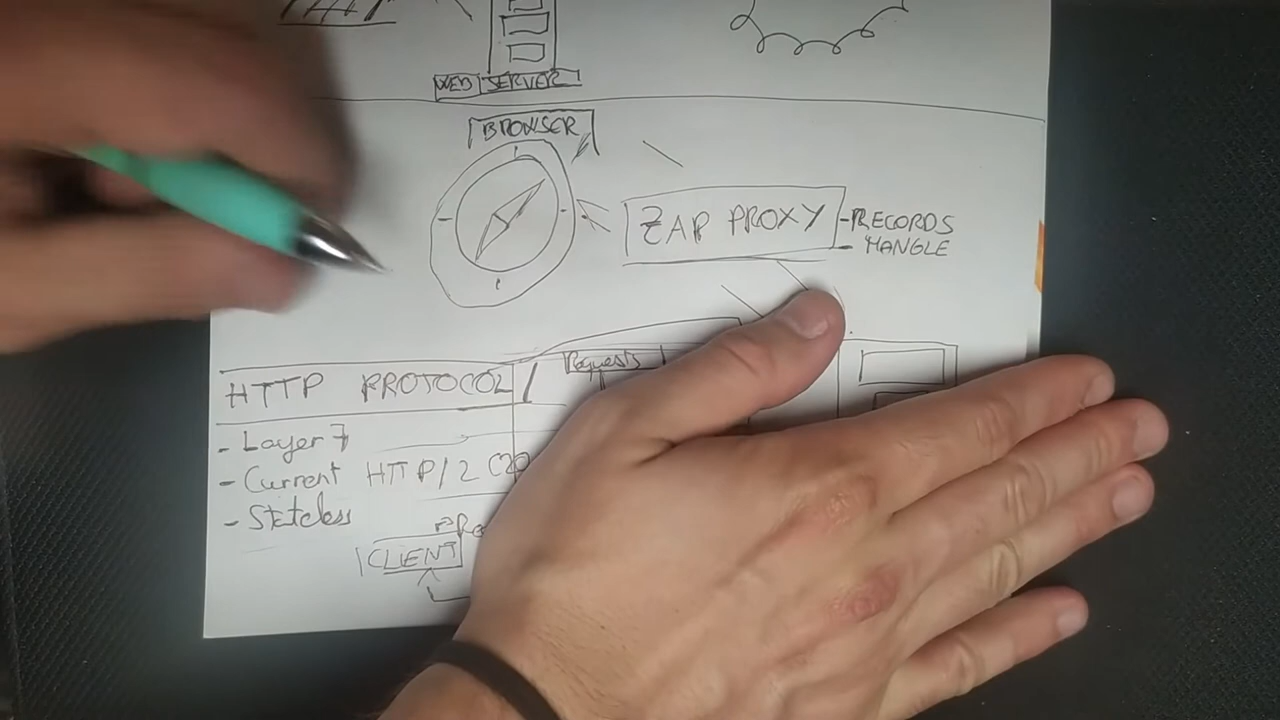 WEB SERVER
BROWSER
ZAP PROXY
-RECORDS
- MANGLE
Requests
HTTP PROTOCOL
- Layer 7
- Current HTTP/2
- Stateless
CLIENT